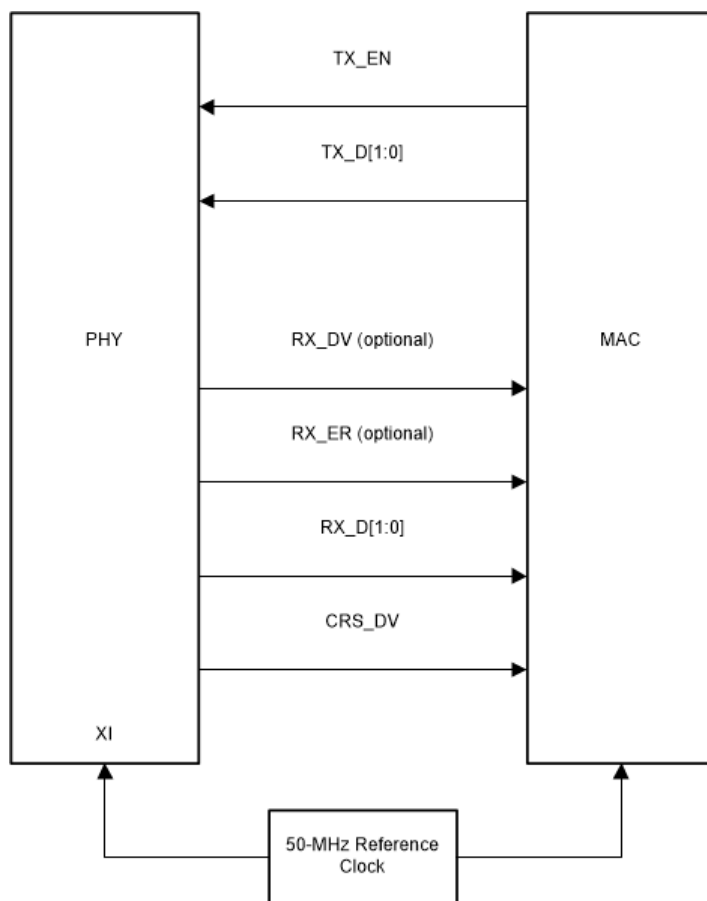 TX_EN
TX_D[1:0]
PHY
RX_DV (optional)
MAC
RX_ER (optional)
RX_D[1:0]
CRS_DV
XI
50-MHz Reference
Clock